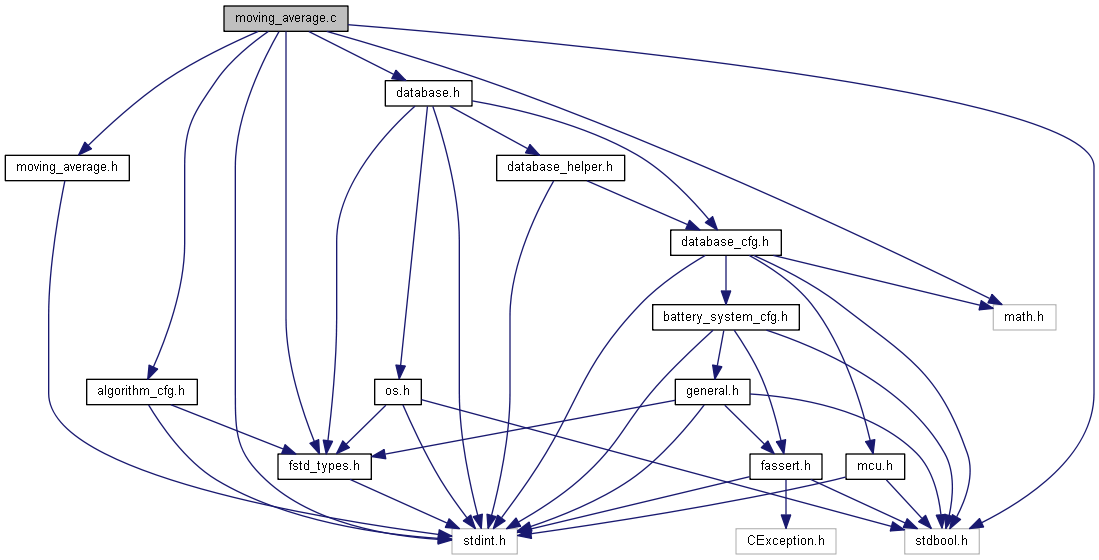 moving_average.c
database.h
moving_average.h
database_helper.h
database_cfg.h
battery_system_cfg.h
math.h
algorithm_cfg.h
os.h
general.h
fstd_types.h
fassert.h
mcu.h
stdint.h
CException.h
stdbool.h